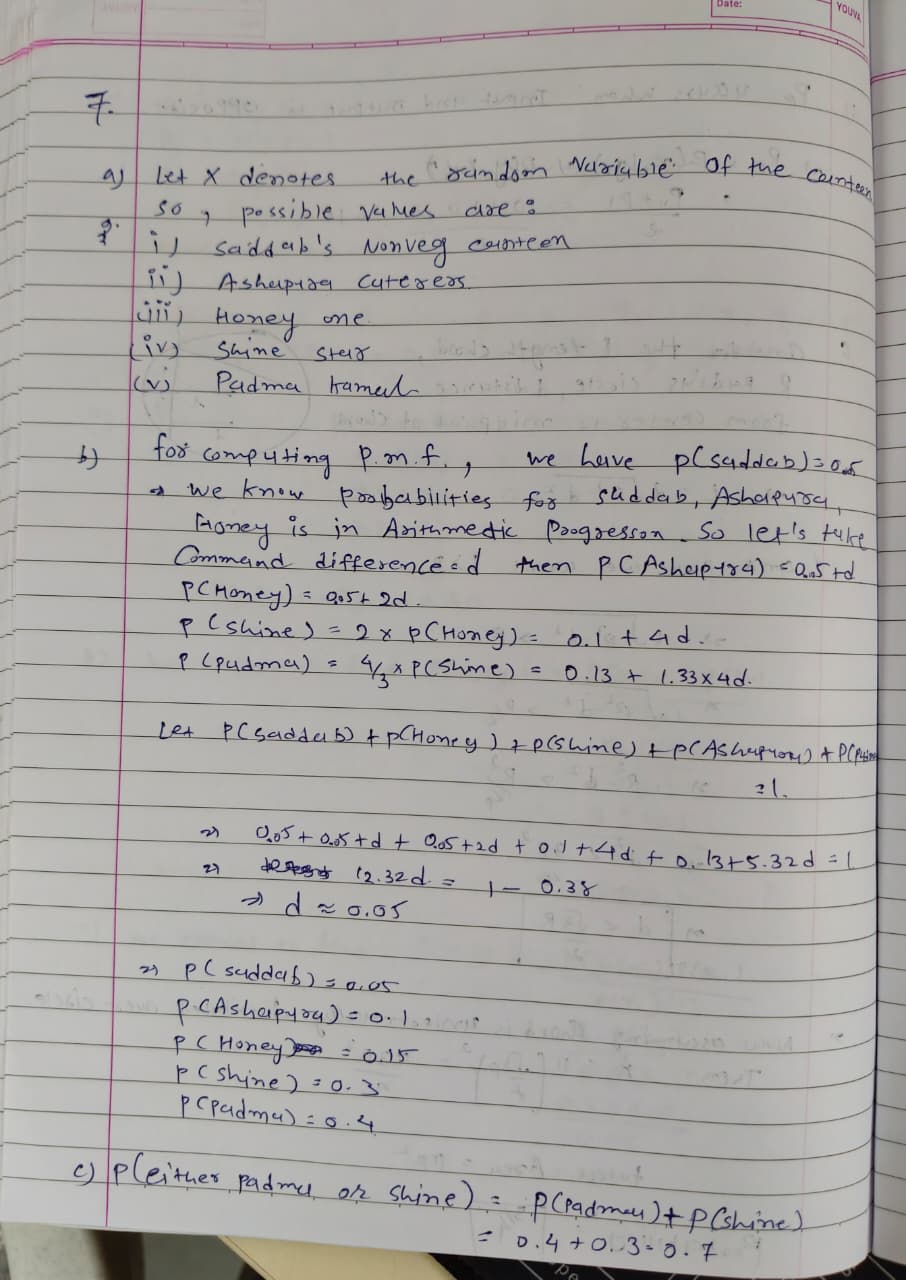 Date:
YOUVA
7.
a) Let X denotes the random variable of the canteen
so, possible values are :
i) Saddab's Nonveg canteen
ii) Ashapura Caterers
iii) Honey one
(iv) Shine Star
(v) Padma Kamal
b) for computing p.m.f., we have p(saddab)=0.5
→ we know probabilities for suddab, Ashapura,
Honey is in Arithmedic Progresson. So let's take
Command difference = d then P(Ashapura) = 0.05+d
P(Honey) = 0.05+2d.
P(shine) = 2 x P(Honey) = 0.1 + 4d.
P(padma) = 4/3 x P(Shine) = 0.13 + 1.33x4d.
Let P(saddab) + p(Honey) + p(shine) + p(Ashapura) + P(
=1.
⇒ 0.05 + 0.05+d + 0.05+2d + 0.1+4d + 0.13+5.32d = 1
⇒ 12.32d = 1 - 0.38
⇒ d ≈ 0.05
⇒ P(saddab) = 0.05
P(Ashapura) = 0.1
P(Honey) = 0.15
P(shine) = 0.3
P(padma) = 0.4
c) P(either padma or shine) = P(Padma) + P(shine)
= 0.4 + 0.3 = 0.7